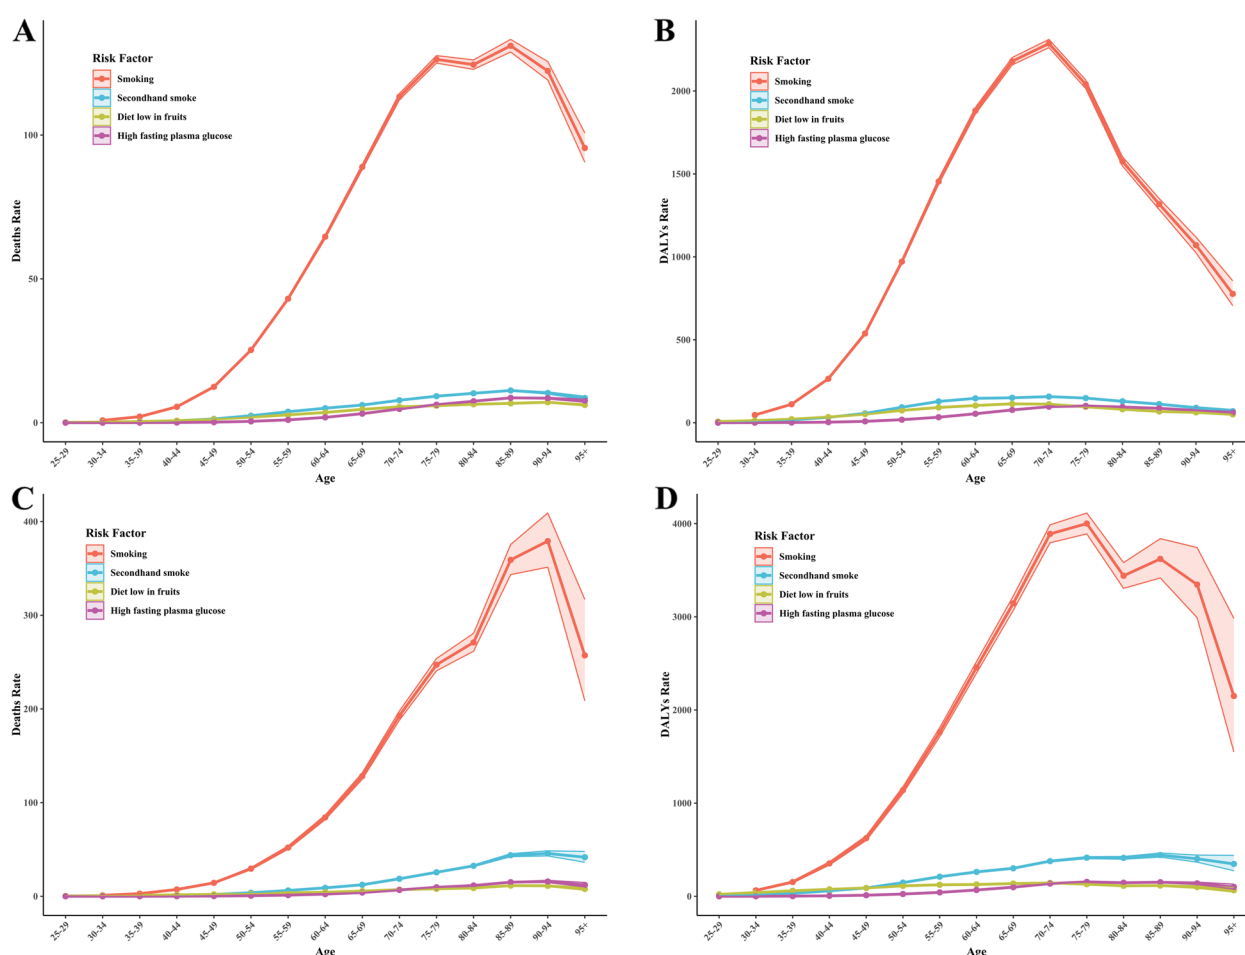 A
Risk Factor
Smoking
Secondhand smoke
Diet low in fruits
High fasting plasma glucose
Deaths Rate
100
50
0
25-29 30-34 35-39 40-44 45-49 50-54 55-59 60-64 65-69 70-74 75-79 80-84 85-89 90-94 95+
Age
B
Risk Factor
Smoking
Secondhand smoke
Diet low in fruits
High fasting plasma glucose
DALYs Rate
2000
1500
1000
500
0
25-29 30-34 35-39 40-44 45-49 50-54 55-59 60-64 65-69 70-74 75-79 80-84 85-89 90-94 95+
Age
C
Risk Factor
Smoking
Secondhand smoke
Diet low in fruits
High fasting plasma glucose
Deaths Rate
400
300
200
100
0
25-29 30-34 35-39 40-44 45-49 50-54 55-59 60-64 65-69 70-74 75-79 80-84 85-89 90-94 95+
Age
D
Risk Factor
Smoking
Secondhand smoke
Diet low in fruits
High fasting plasma glucose
DALYs Rate
4000
3000
2000
1000
0
25-29 30-34 35-39 40-44 45-49 50-54 55-59 60-64 65-69 70-74 75-79 80-84 85-89 90-94 95+
Age